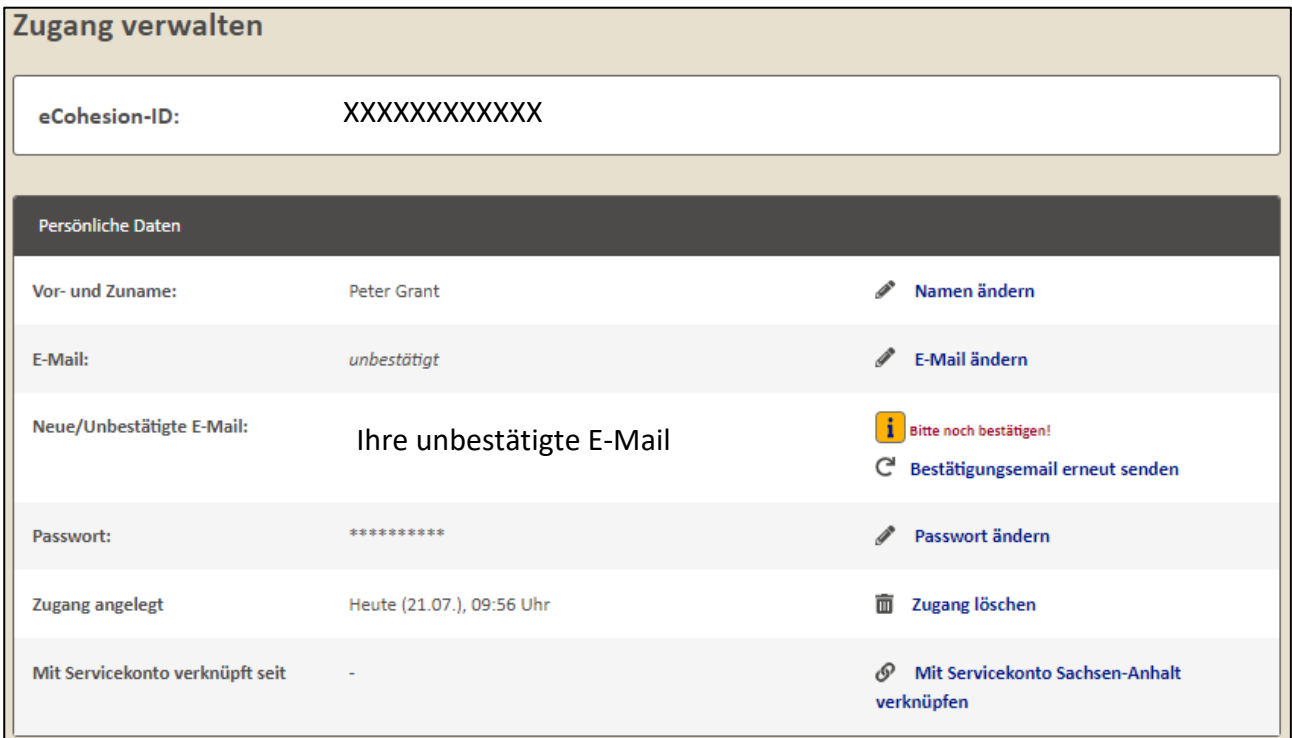 Zugang verwalten
eCohesion-ID: XXXXXXXXXXXX
Persönliche Daten
Vor- und Zuname: Peter Grant Namen ändern
E-Mail: unbestätigt E-Mail ändern
Neue/Unbestätigte E-Mail: Ihre unbestätigte E-Mail i Bitte noch bestätigen!
Bestätigungsemail erneut senden
Passwort: ********** Passwort ändern
Zugang angelegt Heute (21.07.), 09:56 Uhr Zugang löschen
Mit Servicekonto verknüpft seit - Mit Servicekonto Sachsen-Anhalt
verknüpfen